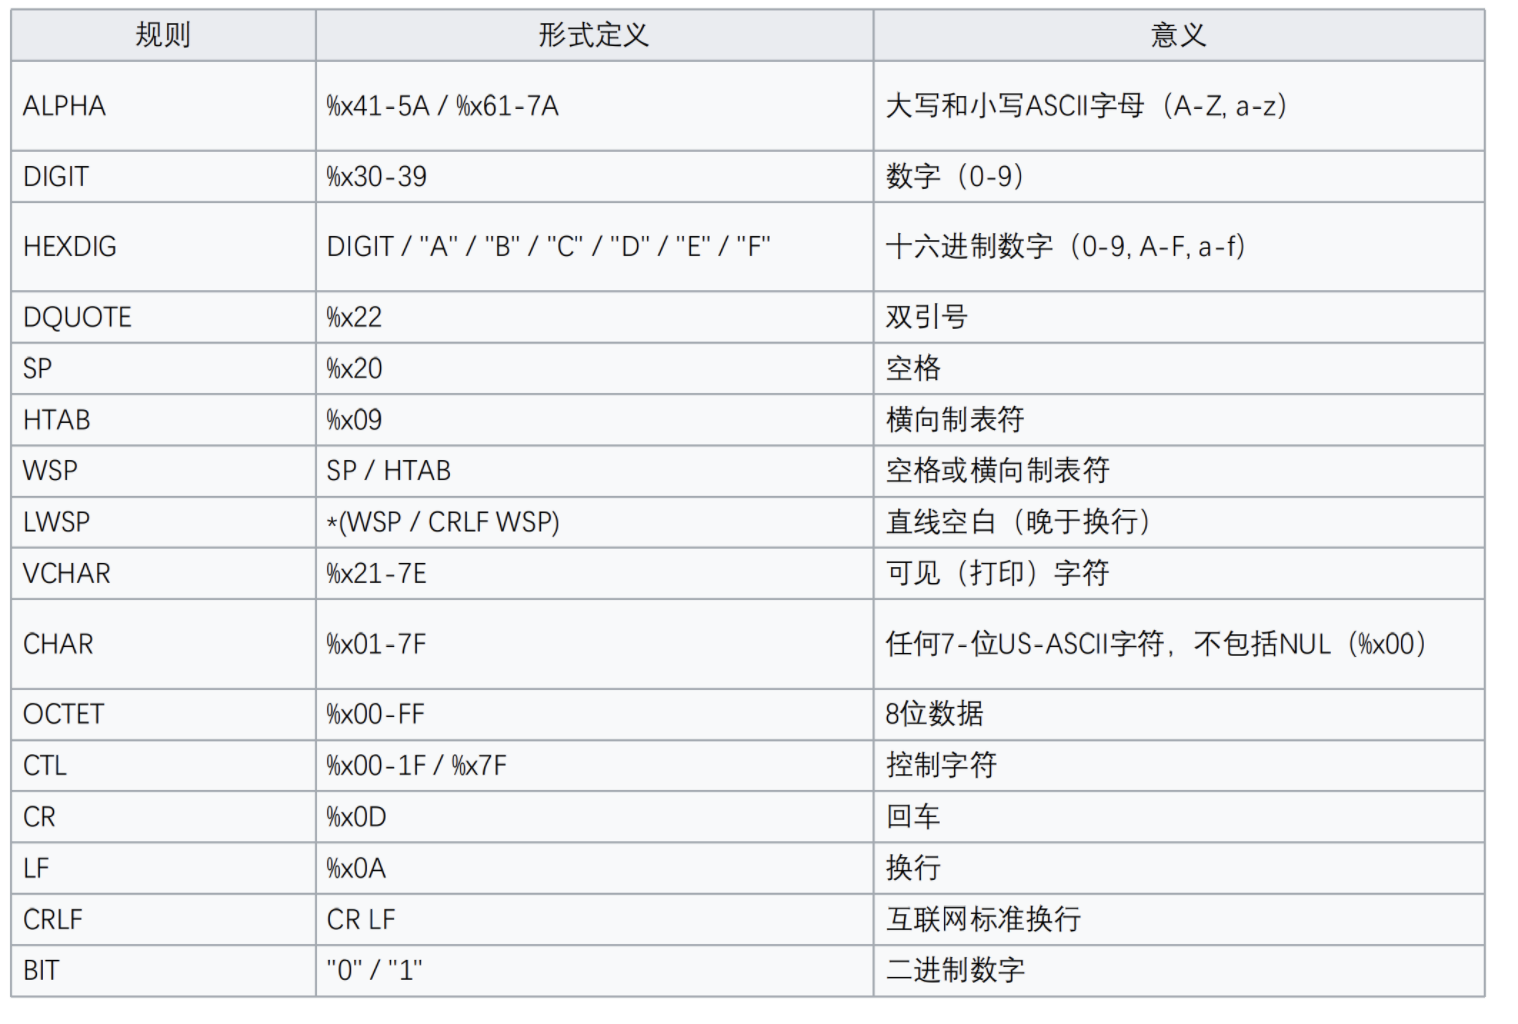 规则 形式定义 意义
ALPHA %x41-5A / %x61-7A 大写和小写ASCII字母（A-Z, a-z）
DIGIT %x30-39 数字（0-9）
HEXDIG DIGIT / "A" / "B" / "C" / "D" / "E" / "F" 十六进制数字（0-9, A-F, a-f）
DQUOTE %x22 双引号
SP %x20 空格
HTAB %x09 横向制表符
WSP SP / HTAB 空格或横向制表符
LWSP *(WSP / CRLF WSP) 直线空白（晚于换行）
VCHAR %x21-7E 可见（打印）字符
CHAR %x01-7F 任何7-位US-ASCII字符，不包括NUL（%x00）
OCTET %x00-FF 8位数据
CTL %x00-1F / %x7F 控制字符
CR %x0D 回车
LF %x0A 换行
CRLF CR LF 互联网标准换行
BIT "0" / "1" 二进制数字